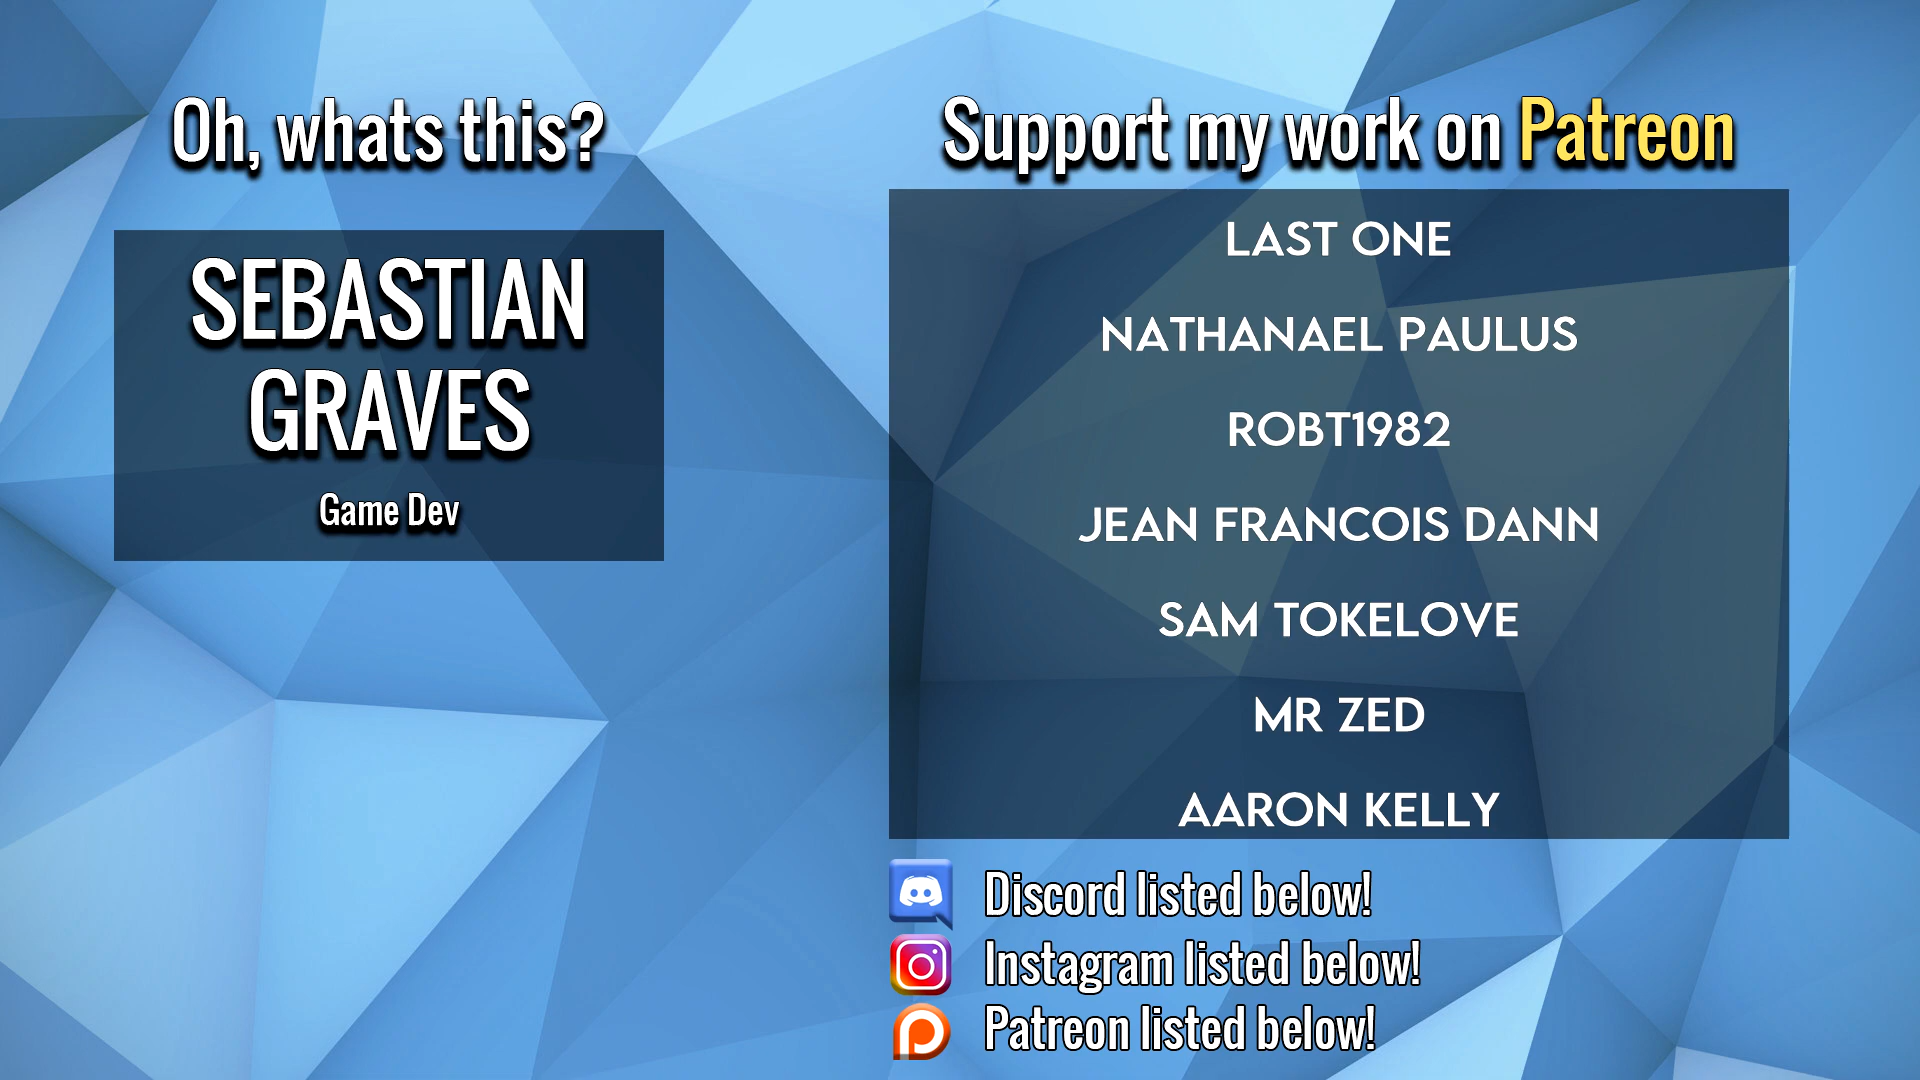 Oh, whats this?
SEBASTIAN
GRAVES
Game Dev
Support my work on Patreon
LAST ONE
NATHANAEL PAULUS
ROBT1982
JEAN FRANCOIS DANN
SAM TOKELOVE
MR ZED
AARON KELLY
Discord listed below!
Instagram listed below!
Patreon listed below!